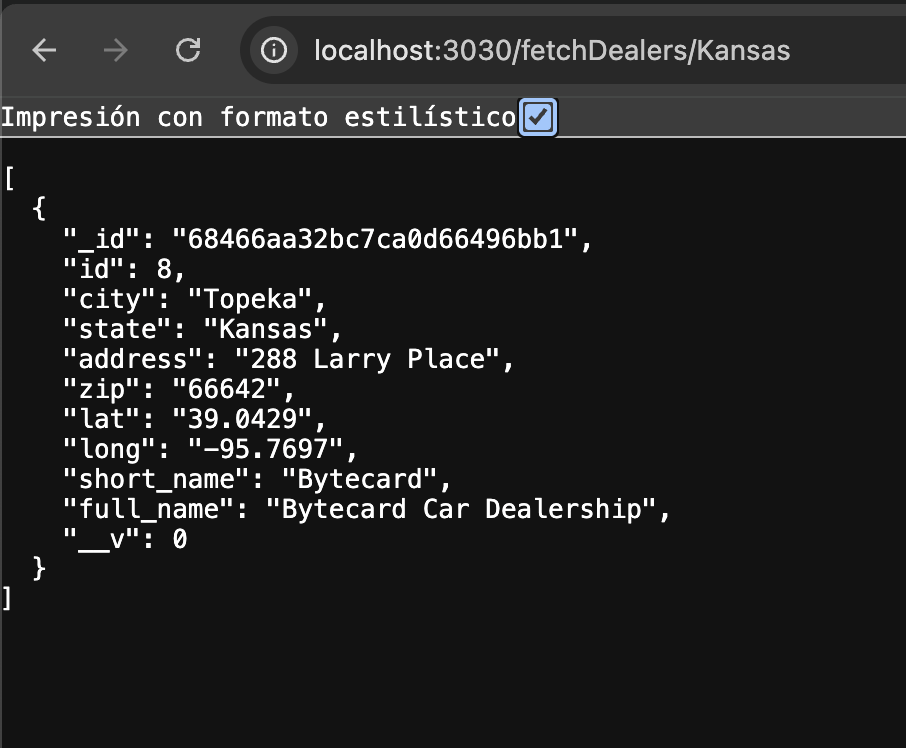 localhost:3030/fetchDealers/Kansas
Impresión con formato estilístico
[
  {
    "_id": "68466aa32bc7ca0d66496bb1",
    "id": 8,
    "city": "Topeka",
    "state": "Kansas",
    "address": "288 Larry Place",
    "zip": "66642",
    "lat": "39.0429",
    "long": "-95.7697",
    "short_name": "Bytecard",
    "full_name": "Bytecard Car Dealership",
    "__v": 0
  }
]